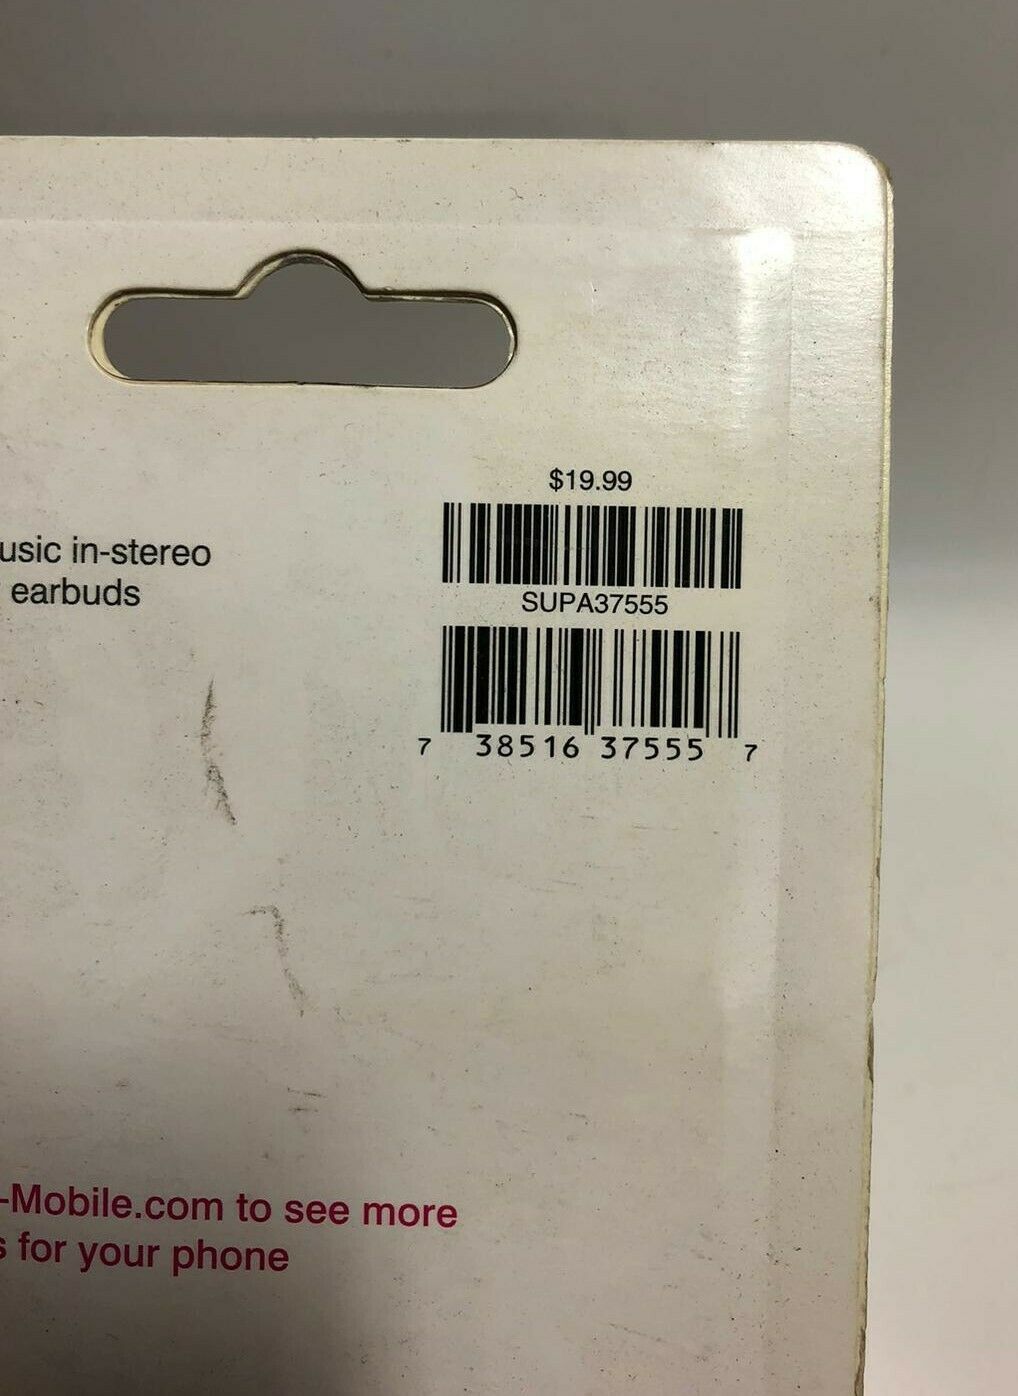 $19.99
SUPA37555
7 38516 37555 7
usic in-stereo
earbuds
-Mobile.com to see more
s for your phone